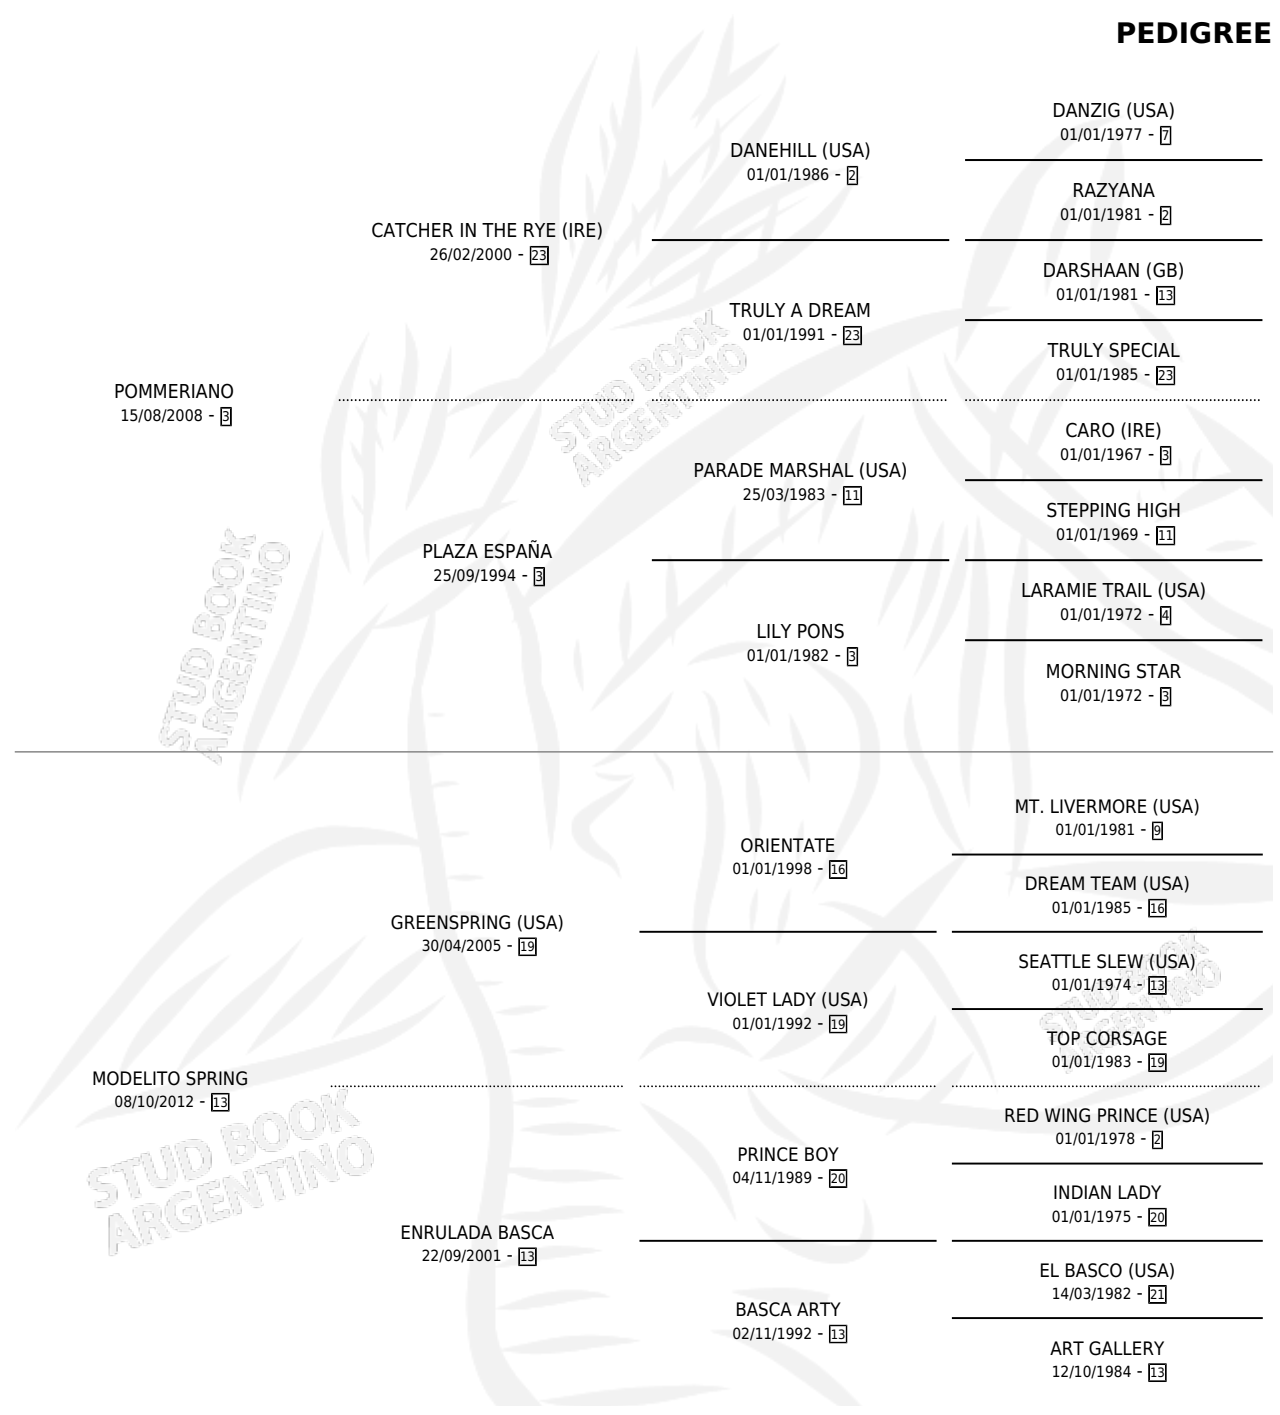 PEDIGREE
DANZIG (USA)
01/01/1977 - 7
DANEHILL (USA)
01/01/1986 - 2
RAZYANA
01/01/1981 - 2
CATCHER IN THE RYE (IRE)
26/02/2000 - 23
DARSHAAN (GB)
01/01/1981 - 13
TRULY A DREAM
01/01/1991 - 23
TRULY SPECIAL
01/01/1985 - 23
POMMERIANO
15/08/2008 - 3
CARO (IRE)
01/01/1967 - 3
PARADE MARSHAL (USA)
25/03/1983 - 11
STEPPING HIGH
01/01/1969 - 11
PLAZA ESPAÑA
25/09/1994 - 3
LARAMIE TRAIL (USA)
01/01/1972 - 4
LILY PONS
01/01/1982 - 3
MORNING STAR
01/01/1972 - 3
STUD BOOK
ARGENTINO
STUD BOOK
ARGENTINO
MT. LIVERMORE (USA)
01/01/1981 - 9
ORIENTATE
01/01/1998 - 16
DREAM TEAM (USA)
01/01/1985 - 16
GREENSPRING (USA)
30/04/2005 - 19
SEATTLE SLEW (USA)
01/01/1974 - 13
VIOLET LADY (USA)
01/01/1992 - 19
TOP CORSAGE
01/01/1983 - 19
MODELITO SPRING
08/10/2012 - 13
RED WING PRINCE (USA)
01/01/1978 - 2
PRINCE BOY
04/11/1989 - 20
INDIAN LADY
01/01/1975 - 20
ENRULADA BASCA
22/09/2001 - 13
EL BASCO (USA)
14/03/1982 - 21
BASCA ARTY
02/11/1992 - 13
ART GALLERY
12/10/1984 - 13
STUD BOOK
ARGENTINO
STUD BOOK
ARGENTINO